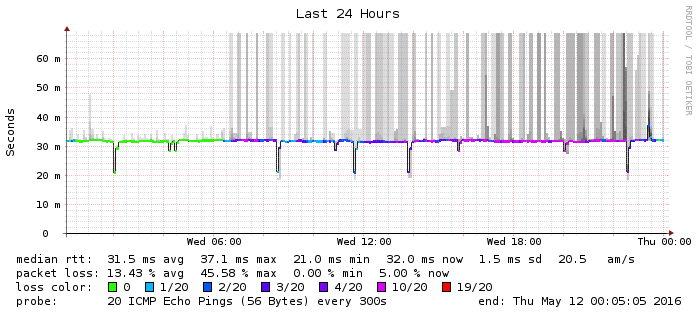 Last 24 Hours
RRDTOOL / TOBI OETIKER
Seconds
60 m
50 m
40 m
30 m
20 m
10 m
0
Wed 06:00 Wed 12:00 Wed 18:00 Thu 00:00
median rtt: 31.5 ms avg 37.1 ms max 21.0 ms min 32.0 ms now 1.5 ms sd 20.5 am/s
packet loss: 13.43 % avg 45.58 % max 0.00 % min 5.00 % now
loss color: 0 1/20 2/20 3/20 4/20 10/20 19/20
probe: 20 ICMP Echo Pings (56 Bytes) every 300s end: Thu May 12 00:05:05 2016